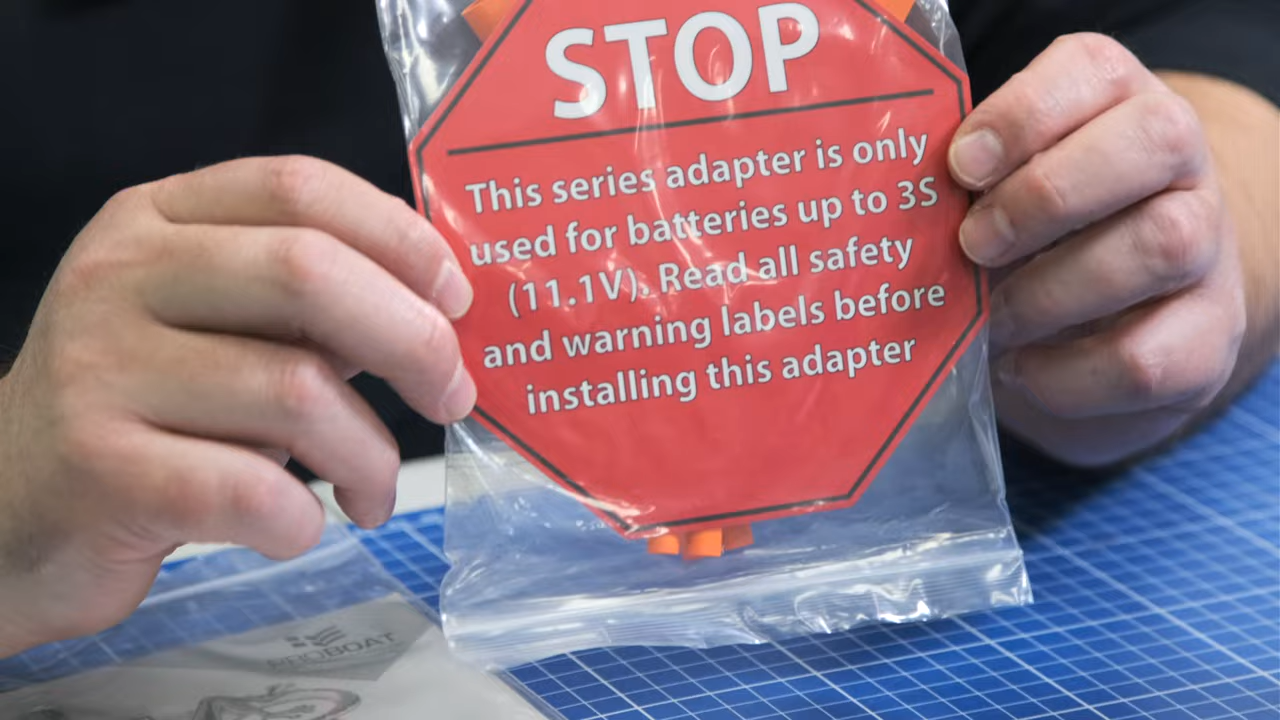 STOP
This series adapter is only
used for batteries up to 3S
(11.1V). Read all safety
and warning labels before
installing this adapter
PROBOAT